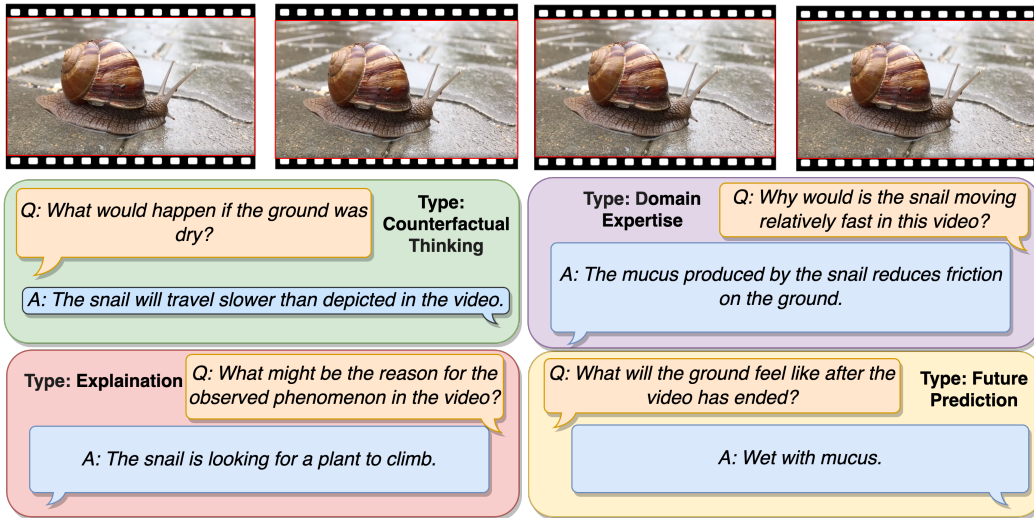 Q: What would happen if the ground was
dry?
Type:
Counterfactual
Thinking
A: The snail will travel slower than depicted in the video.
Type: Domain
Expertise
Q: Why would is the snail moving
relatively fast in this video?
A: The mucus produced by the snail reduces friction
on the ground.
Type: Explaination
Q: What might be the reason for the
observed phenomenon in the video?
A: The snail is looking for a plant to climb.
Q: What will the ground feel like after the
video has ended?
Type: Future
Prediction
A: Wet with mucus.